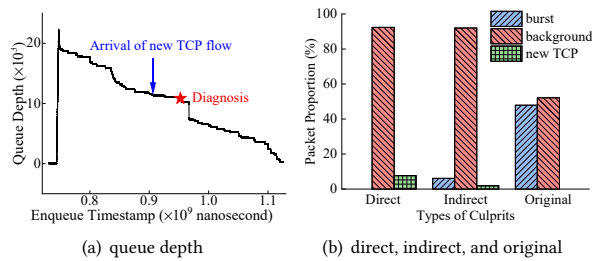 Queue Depth (×10³)
20
10
0
Arrival of new TCP flow
Diagnosis
0.8 0.9 1.0 1.1
Enqueue Timestamp (×10⁹ nanosecond)
(a) queue depth
Packet Proportion (%)
100
80
60
40
20
0
burst
background
new TCP
Direct Indirect Original
Types of Culprits
(b) direct, indirect, and original